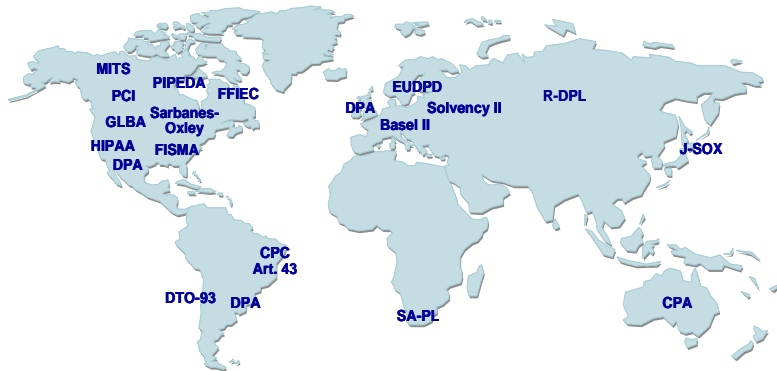 MITS
PIPEDA
PCI
FFIEC
GLBA
Sarbanes-
Oxley
HIPAA
FISMA
DPA
EUDPD
DPA
Solvency II
Basel II
R-DPL
J-SOX
CPC
Art. 43
DTO-93
DPA
SA-PL
CPA